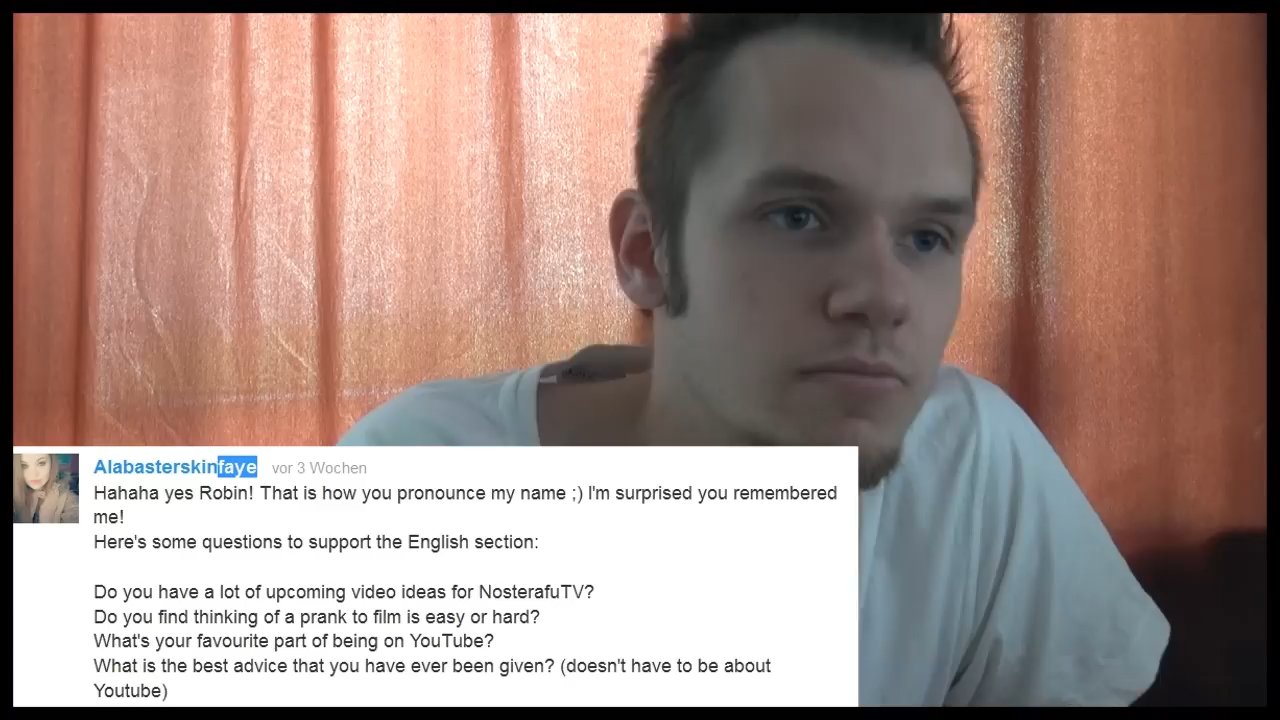 Alabasterskinfaye vor 3 Wochen
Hahaha yes Robin! That is how you pronounce my name ;) I'm surprised you remembered
me!
Here's some questions to support the English section:
Do you have a lot of upcoming video ideas for NosterafuTV?
Do you find thinking of a prank to film is easy or hard?
What's your favourite part of being on YouTube?
What is the best advice that you have ever been given? (doesn't have to be about
Youtube)